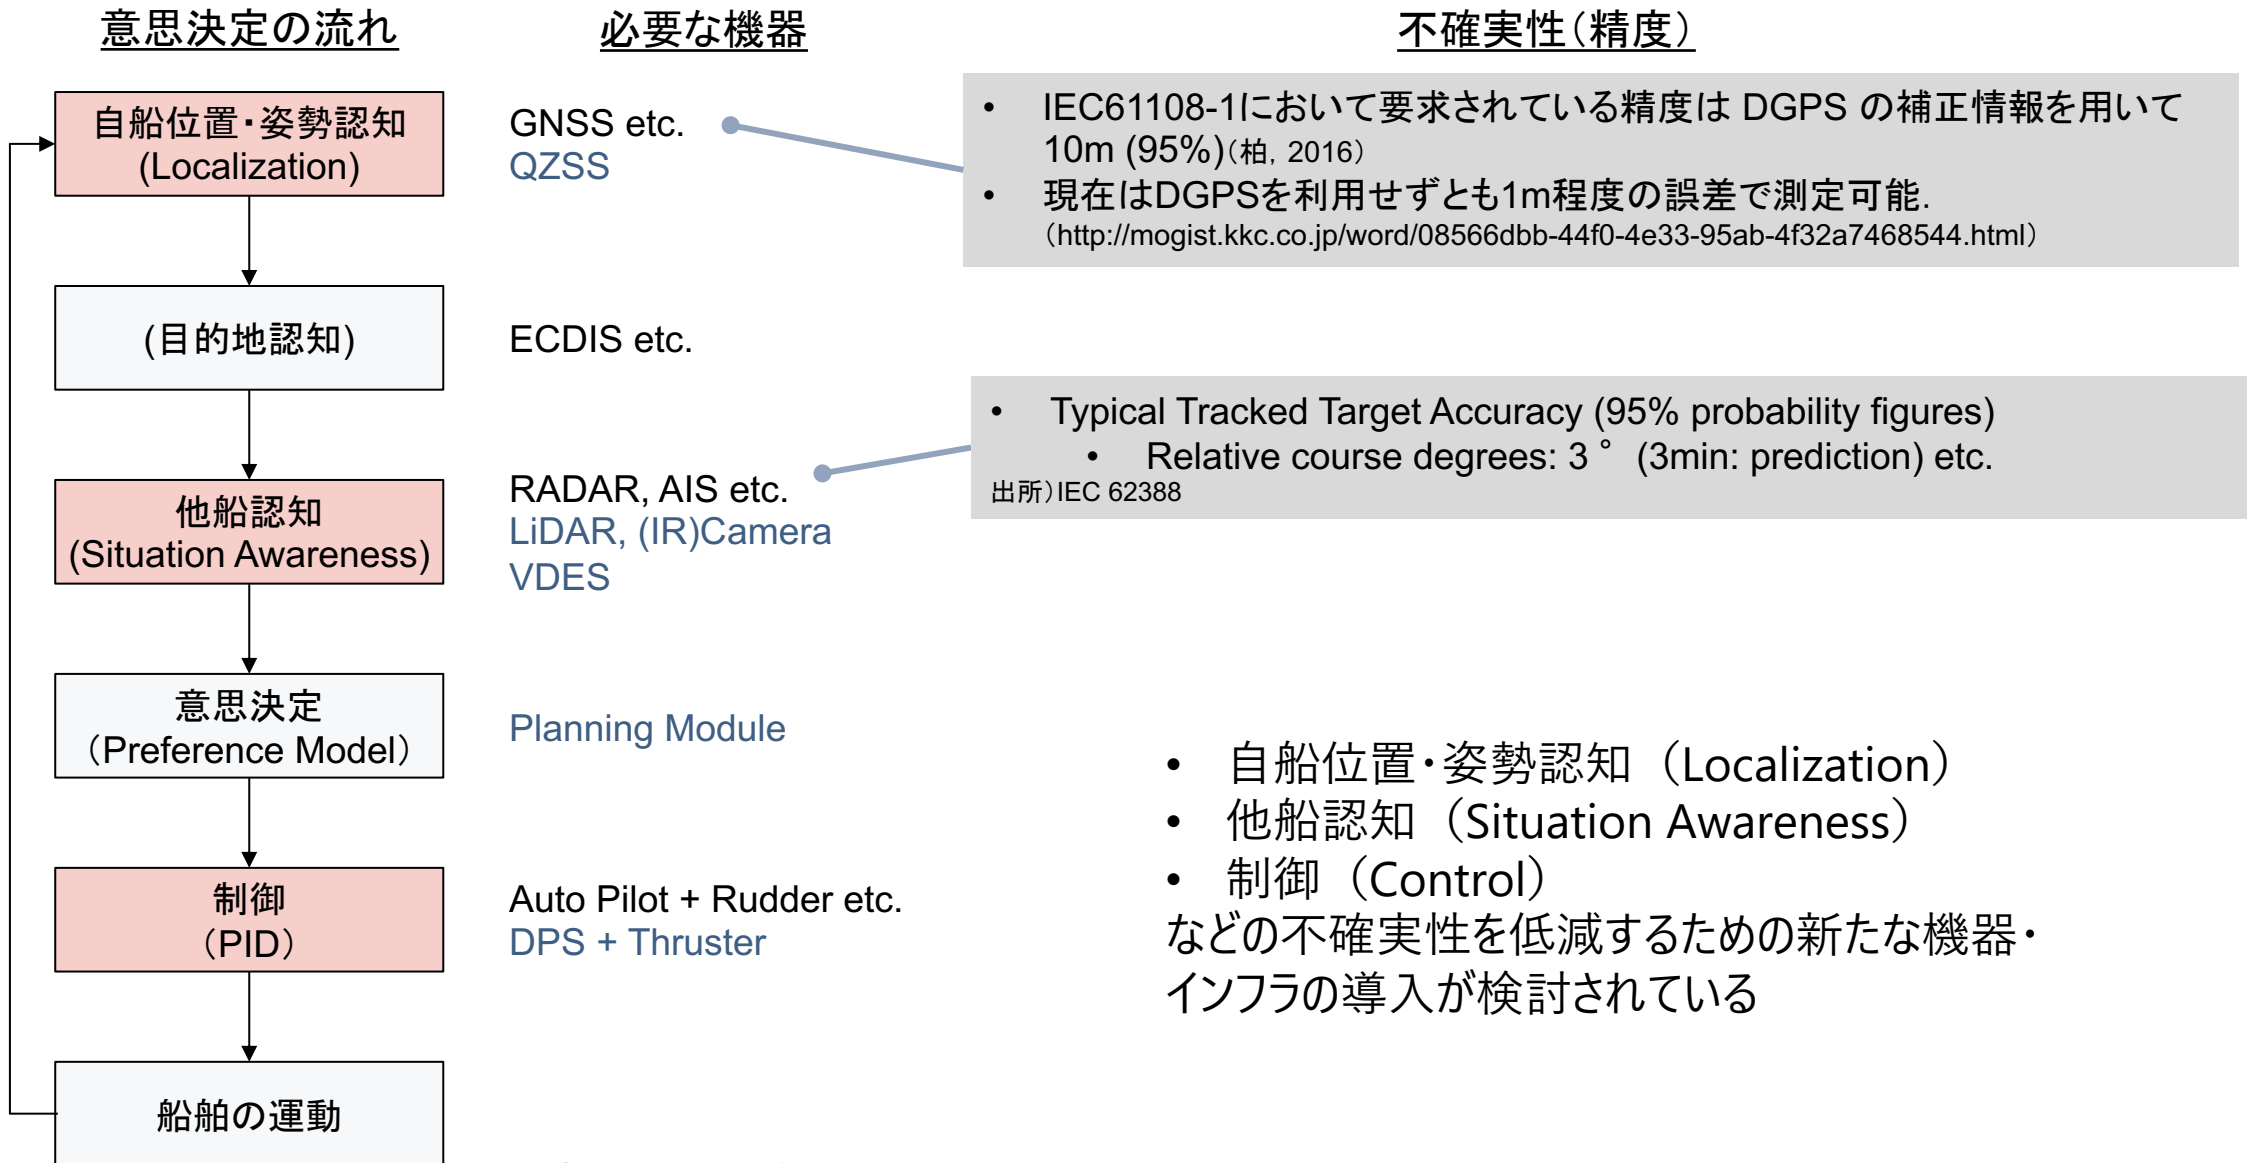 意思決定の流れ
必要な機器
不確実性(精度)
自船位置・姿勢認知
(Localization)
GNSS etc.
QZSS
• IEC61108-1において要求されている精度は DGPS の補正情報を用いて
10m (95%)(柏, 2016)
• 現在はDGPSを利用せずとも1m程度の誤差で測定可能.
(http://mogist.kkc.co.jp/word/08566dbb-44f0-4e33-95ab-4f32a7468544.html)
(目的地認知)
ECDIS etc.
• Typical Tracked Target Accuracy (95% probability figures)
• Relative course degrees: 3 ° (3min: prediction) etc.
出所)IEC 62388
他船認知
(Situation Awareness)
RADAR, AIS etc.
LiDAR, (IR)Camera
VDES
意思決定
(Preference Model)
Planning Module
• 自船位置・姿勢認知(Localization)
• 他船認知(Situation Awareness)
• 制御(Control)
などの不確実性を低減するための新たな機器・
インフラの導入が検討されている
制御
(PID)
Auto Pilot + Rudder etc.
DPS + Thruster
船舶の運動